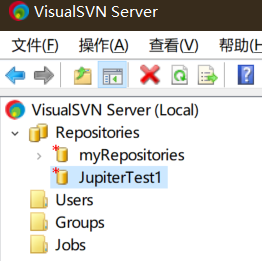 VisualSVN Server
文件(F) 操作(A) 查看(V) 帮助(H
VisualSVN Server (Local)
Repositories
myRepositories
JupiterTest1
Users
Groups
Jobs